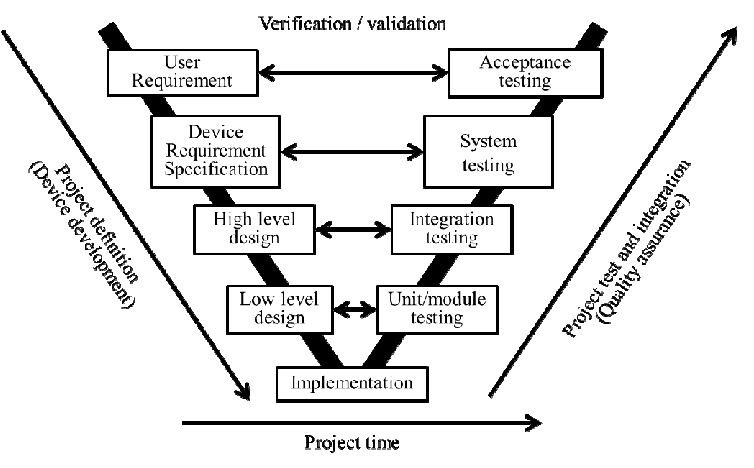 Verification / validation
User
Requirement
Acceptance
testing
Device
Requirement
Specification
System
testing
High level
design
Integration
testing
Low level
design
Unit/module
testing
Implementation
Project definition
(Device development)
Project test and integration
(Quality assurance)
Project time